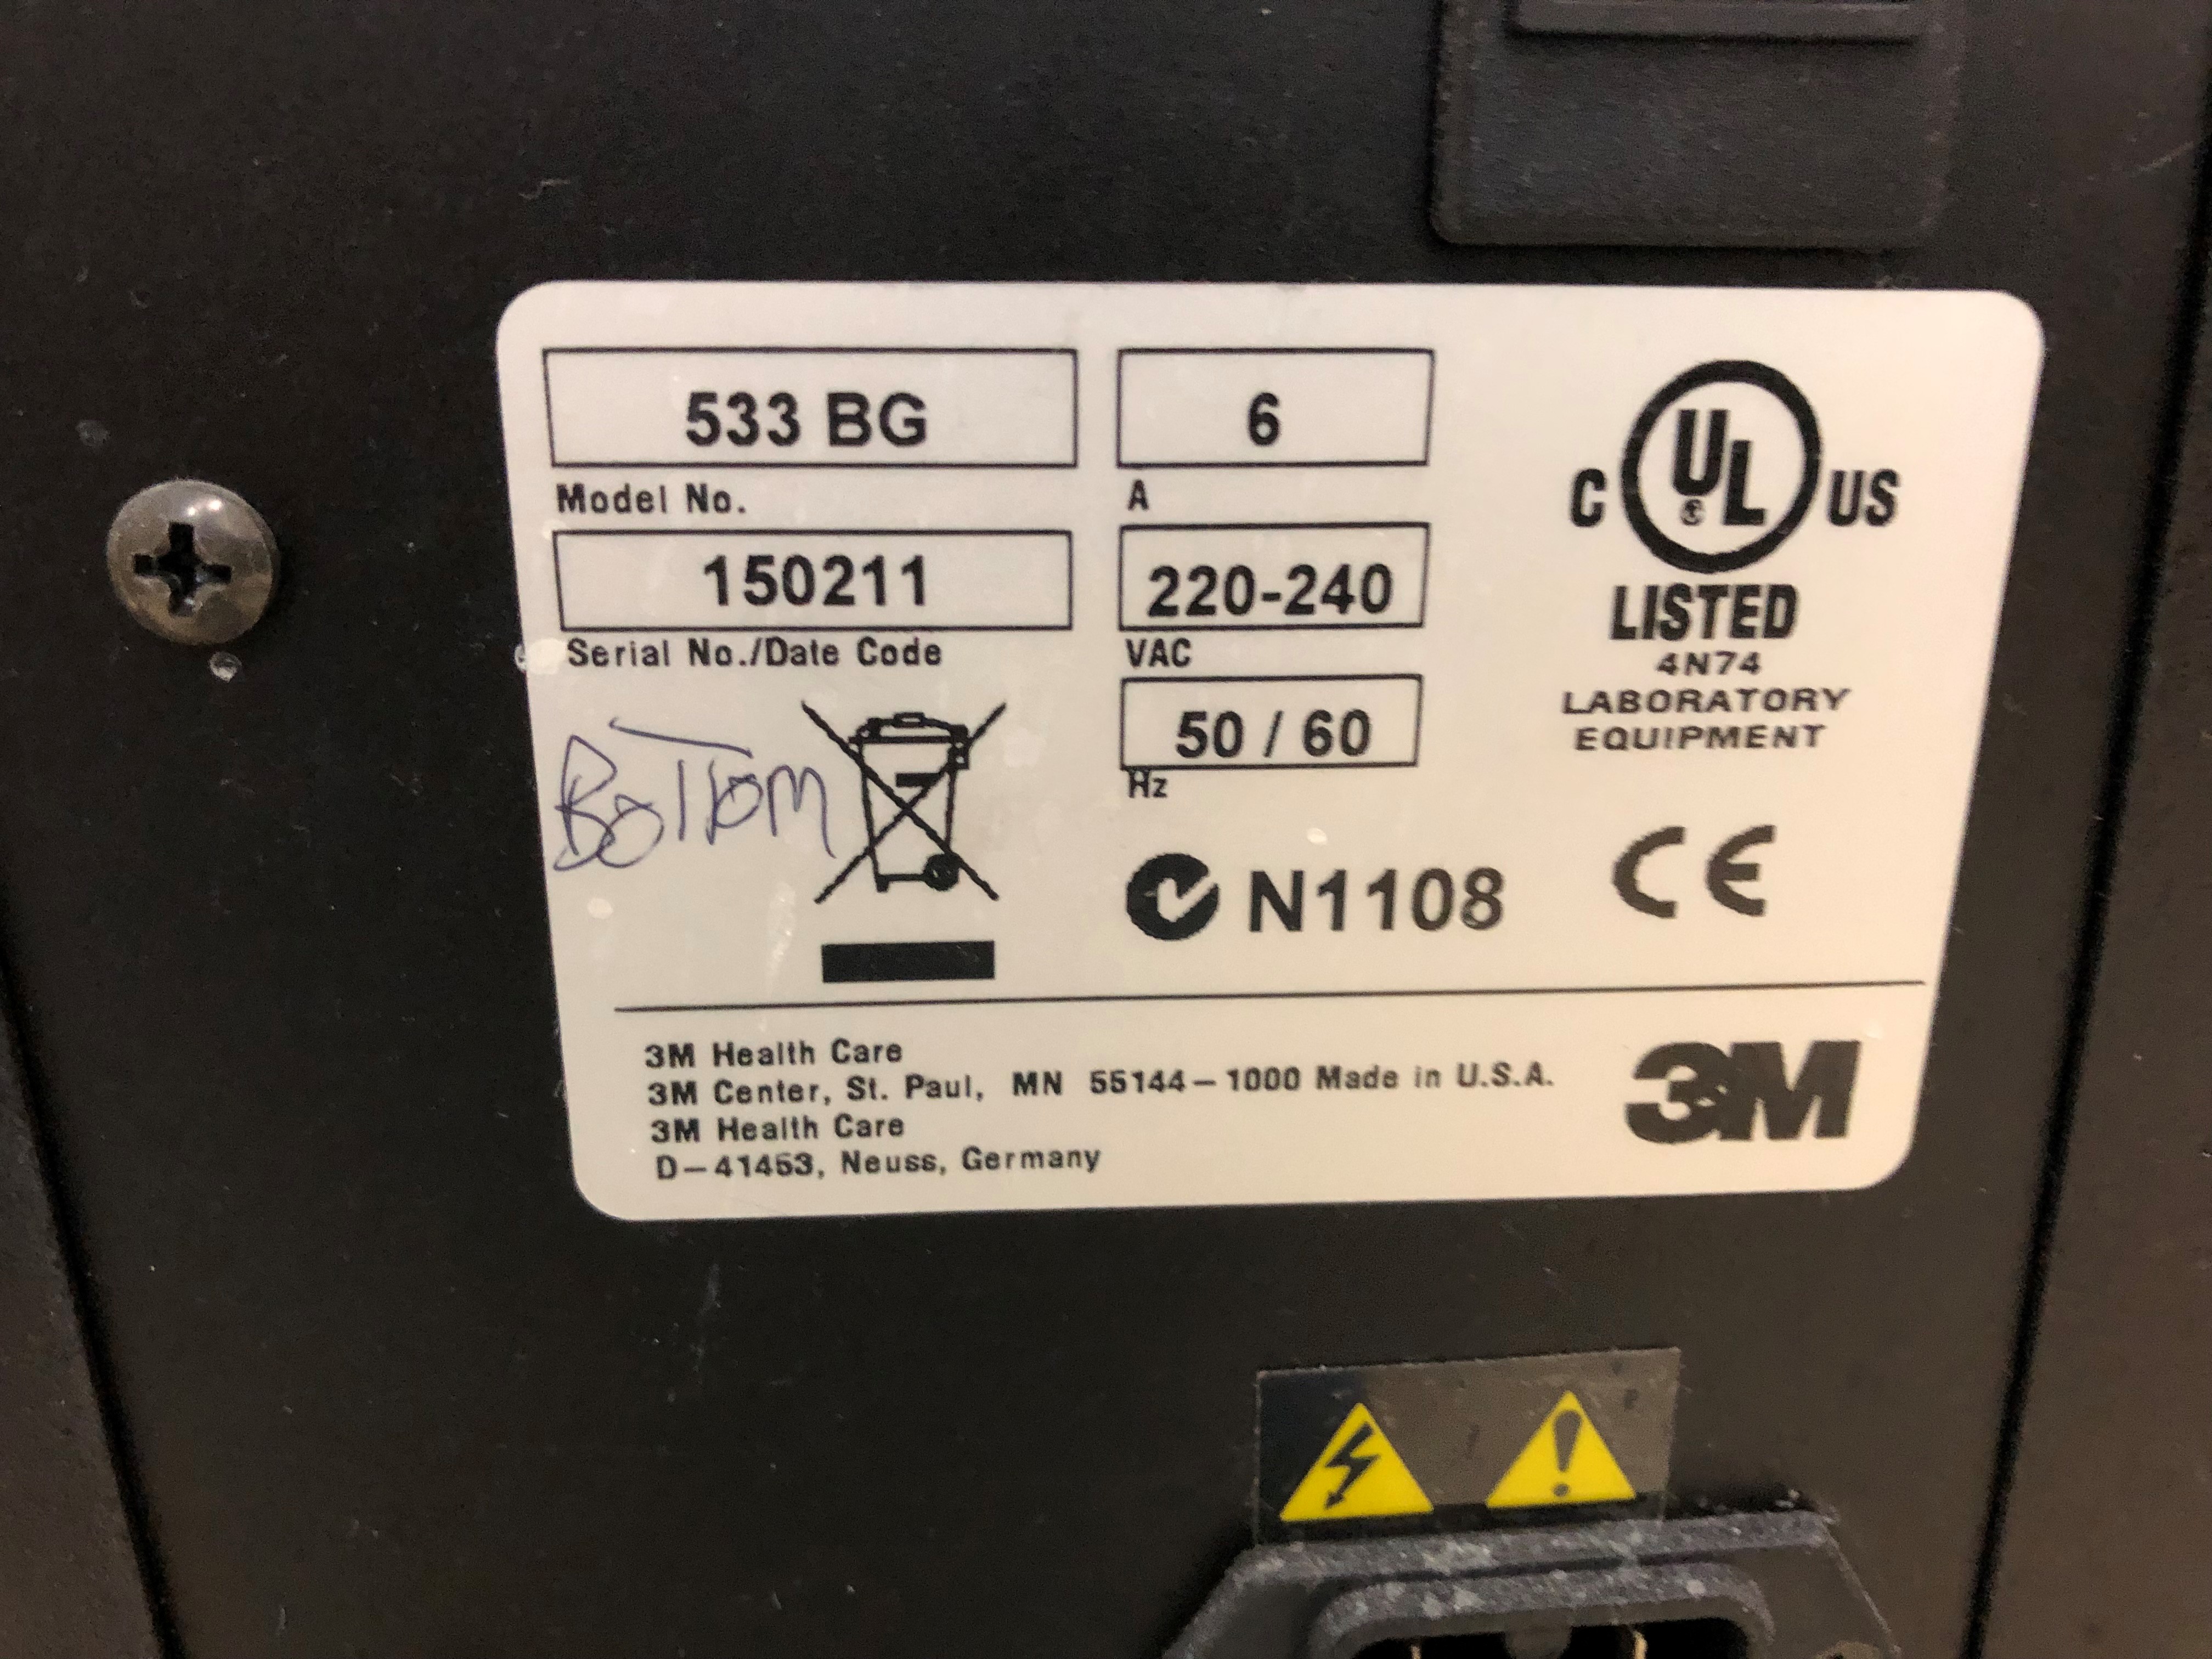 533 BG
Model No.
150211
Serial No./Date Code
BOTTOM
6
A
220-240
VAC
50 / 60
Hz
N1108
C UL® US
LISTED
4N74
LABORATORY
EQUIPMENT
CE
3M Health Care
3M Center, St. Paul, MN 55144-1000 Made in U.S.A.
3M Health Care
D-41453, Neuss, Germany
3M